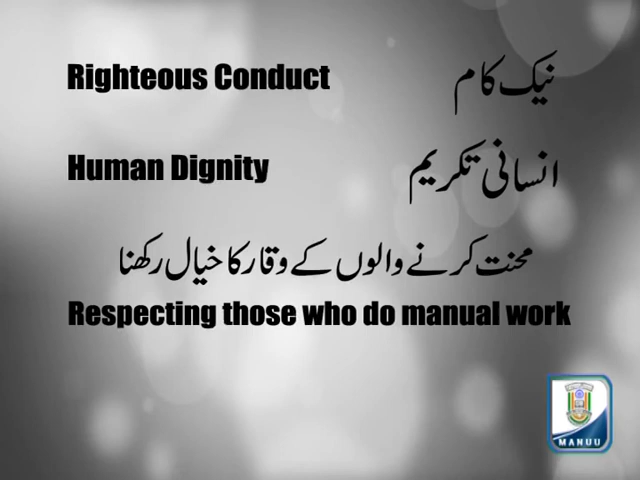 Righteous Conduct نیک کام
Human Dignity انسانی تکریم
محنت کرنے والوں کے وقار کا خیال رکھنا
Respecting those who do manual work
MANUU